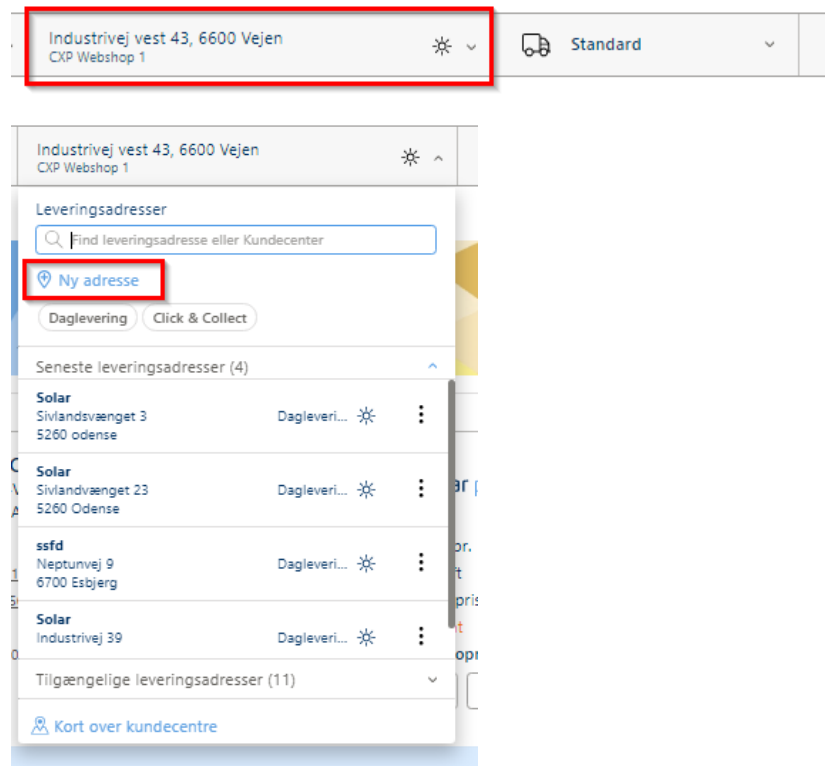 Industrivej vest 43, 6600 Vejen
CXP Webshop 1
Standard
Industrivej vest 43, 6600 Vejen
CXP Webshop 1
Leveringsadresser
Find leveringsadresse eller Kundecenter
Ny adresse
Daglevering
Click & Collect
Seneste leveringsadresser (4)
Solar
Sivlandsvænget 3
Dagleveri...
5260 odense
Solar
Sivlandvænget 23
Dagleveri...
5260 Odense
ssfd
Neptunvej 9
Dagleveri...
6700 Esbjerg
Solar
Industrivej 39
Dagleveri...
Tilgængelige leveringsadresser (11)
Kort over kundecentre